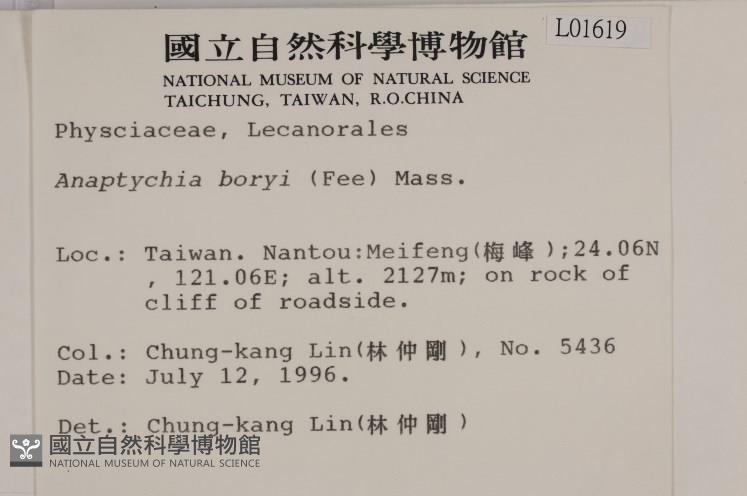 國立自然科學博物館
L01619
NATIONAL MUSEUM OF NATURAL SCIENCE
TAICHUNG, TAIWAN, R.O.CHINA
Physciaceae, Lecanorales
Anaptychia boryi (Fee) Mass.
Loc.: Taiwan. Nantou:Meifeng(梅峰);24.06N
, 121.06E; alt. 2127m; on rock of
cliff of roadside.
Col.: Chung-kang Lin(林仲剛), No. 5436
Date: July 12, 1996.
Det.: Chung-kang Lin(林仲剛)
國立自然科學博物館
NATIONAL MUSEUM OF NATURAL SCIENCE